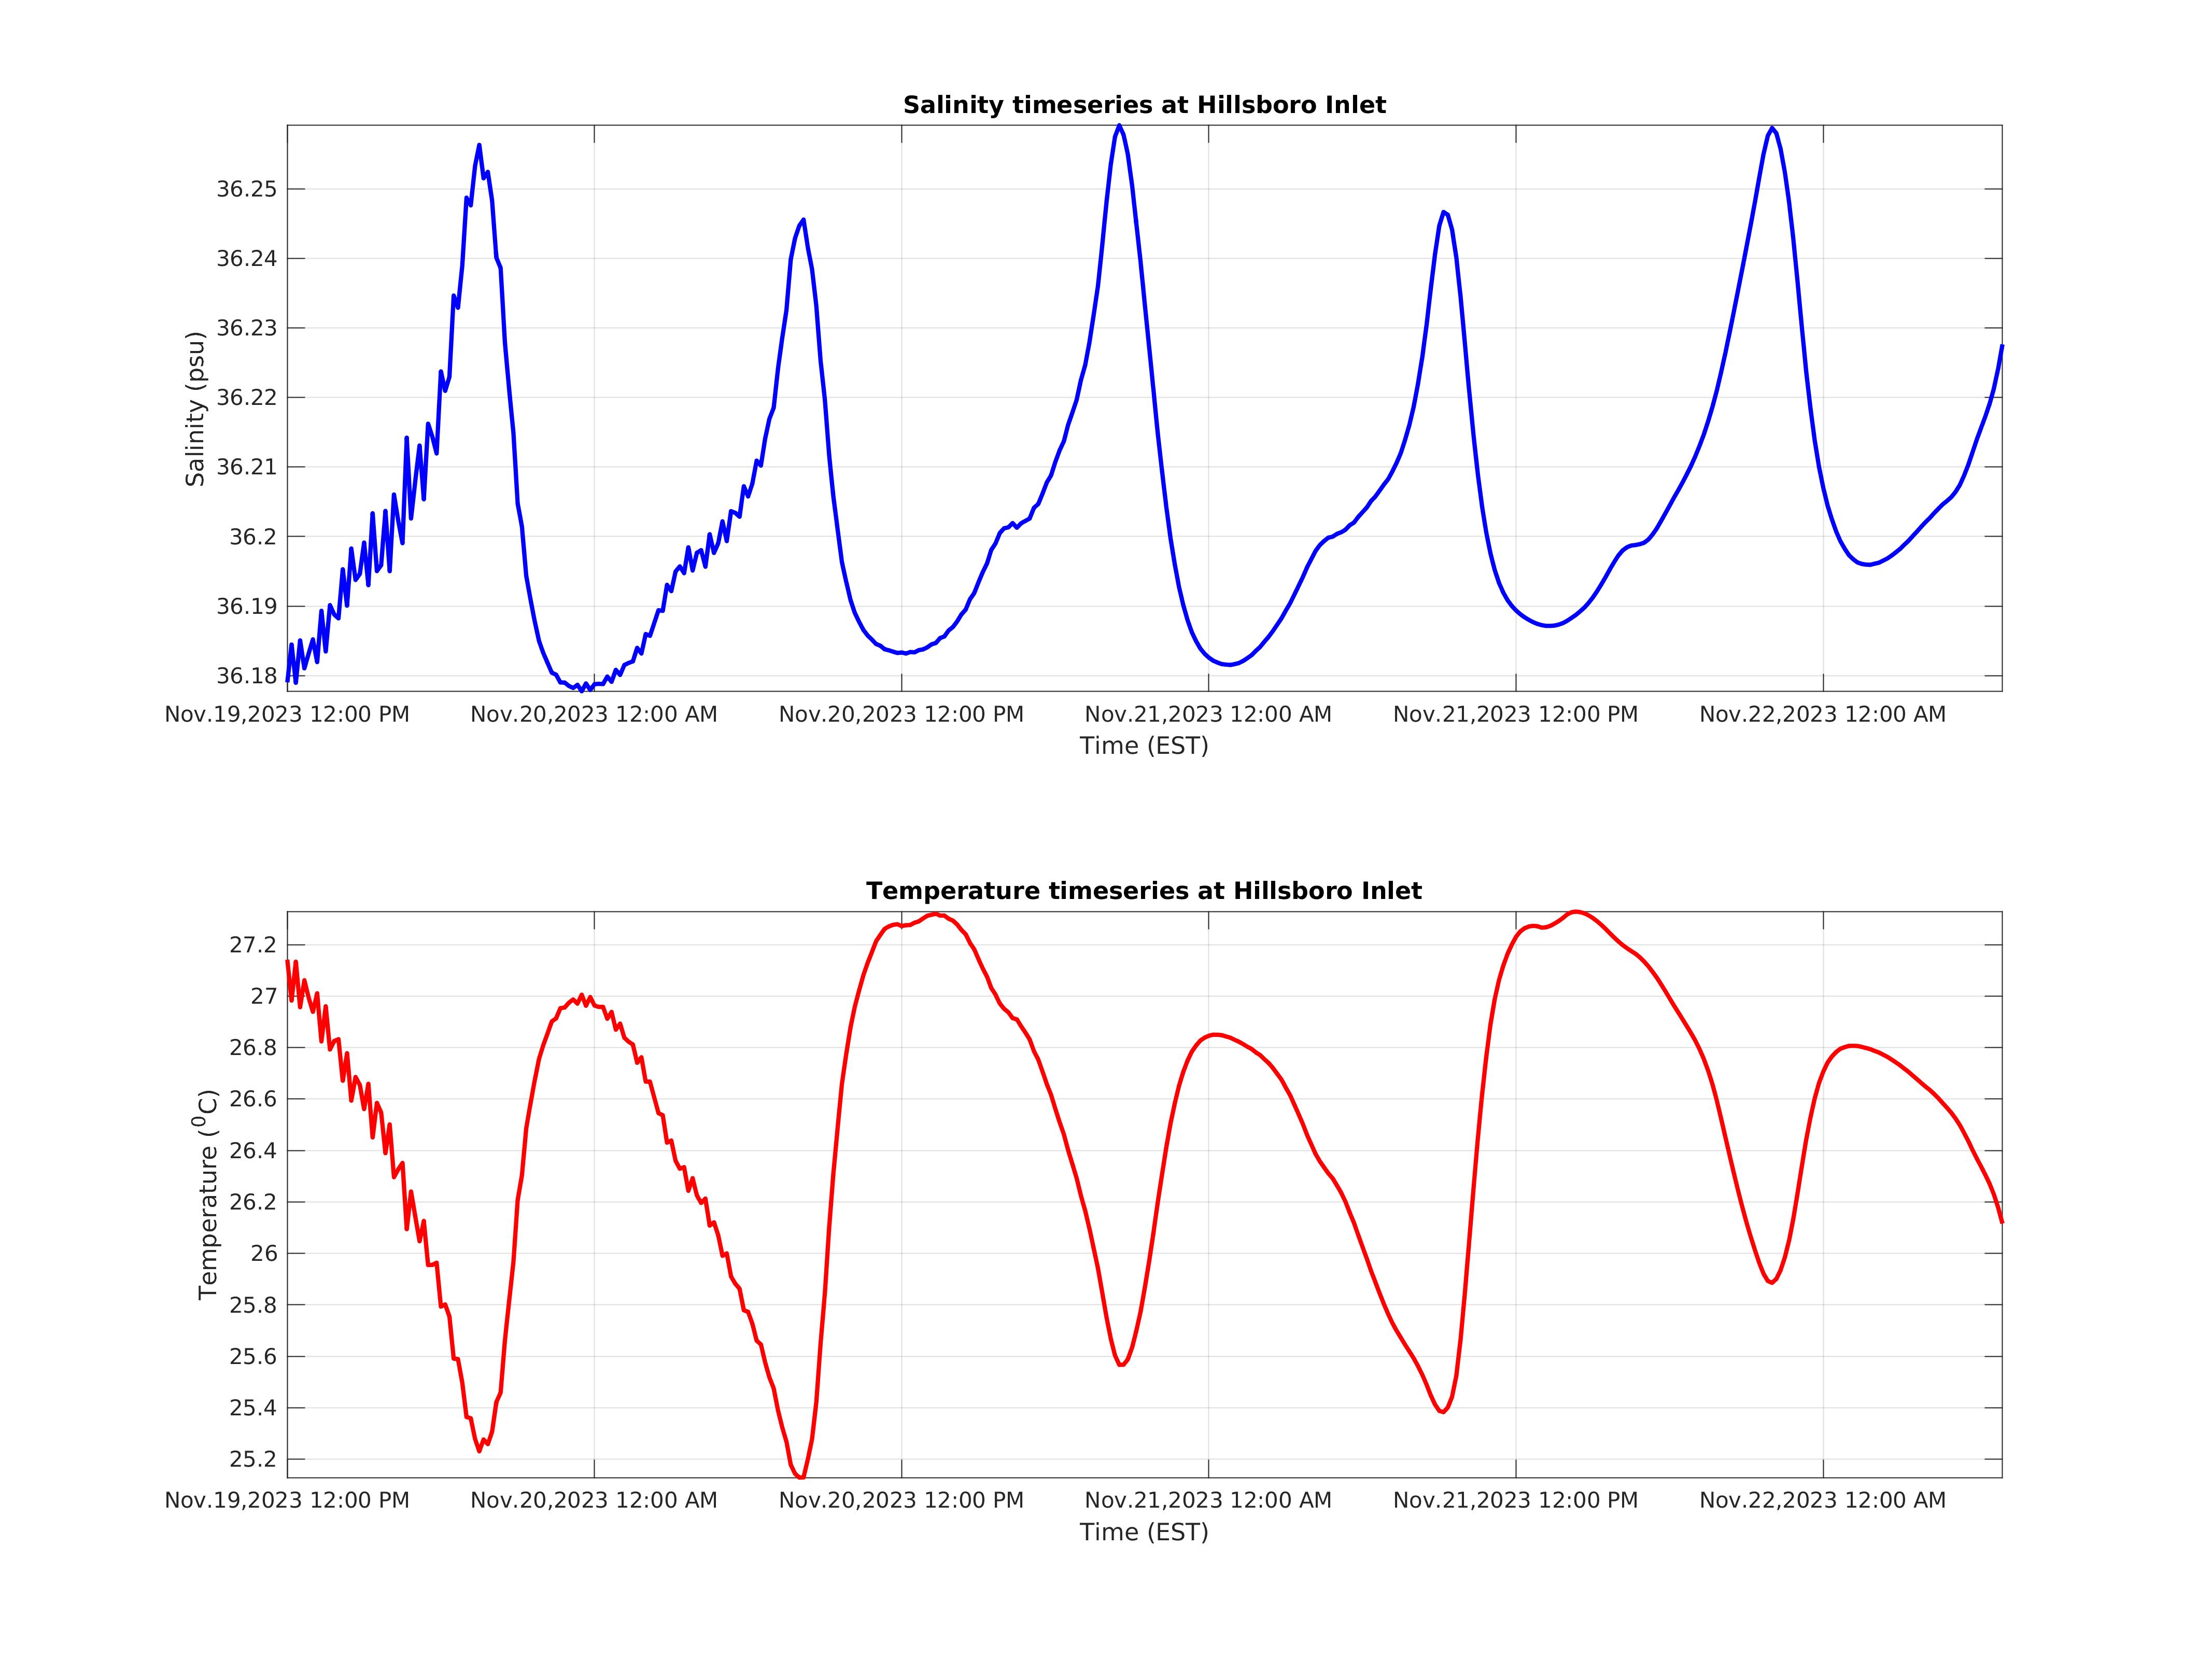 Salinity timeseries at Hillsboro Inlet
Salinity (psu)
36.25
36.24
36.23
36.22
36.21
36.2
36.19
36.18
Nov.19,2023 12:00 PM Nov.20,2023 12:00 AM Nov.20,2023 12:00 PM Nov.21,2023 12:00 AM Nov.21,2023 12:00 PM Nov.22,2023 12:00 AM
Time (EST)
Temperature timeseries at Hillsboro Inlet
Temperature (⁰C)
27.2
27
26.8
26.6
26.4
26.2
26
25.8
25.6
25.4
25.2
Nov.19,2023 12:00 PM Nov.20,2023 12:00 AM Nov.20,2023 12:00 PM Nov.21,2023 12:00 AM Nov.21,2023 12:00 PM Nov.22,2023 12:00 AM
Time (EST)